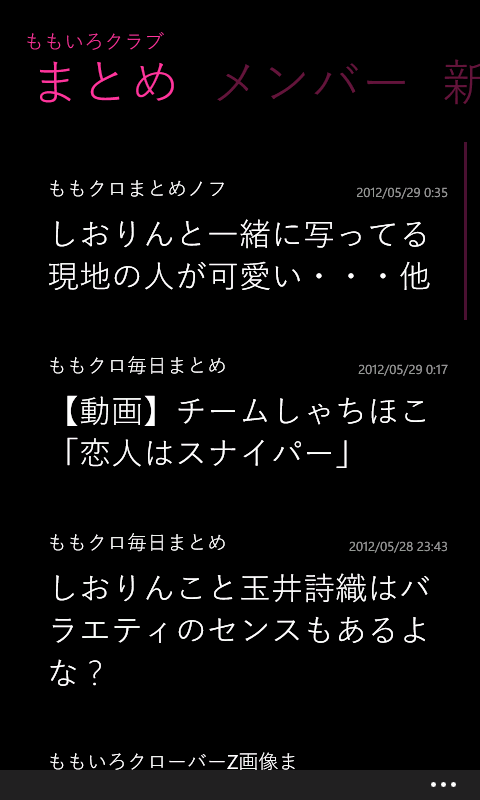 ももいろクラブ
まとめ メンバー 新
ももクロまとめノフ 2012/05/29 0:35
しおりんと一緒に写ってる
現地の人が可愛い・・・他
ももクロ毎日まとめ 2012/05/29 0:17
【動画】チームしゃちほこ
「恋人はスナイパー」
ももクロ毎日まとめ 2012/05/28 23:43
しおりんこと玉井詩織はバ
ラエティのセンスもあるよ
な？
ももいろクローバーZ画像ま